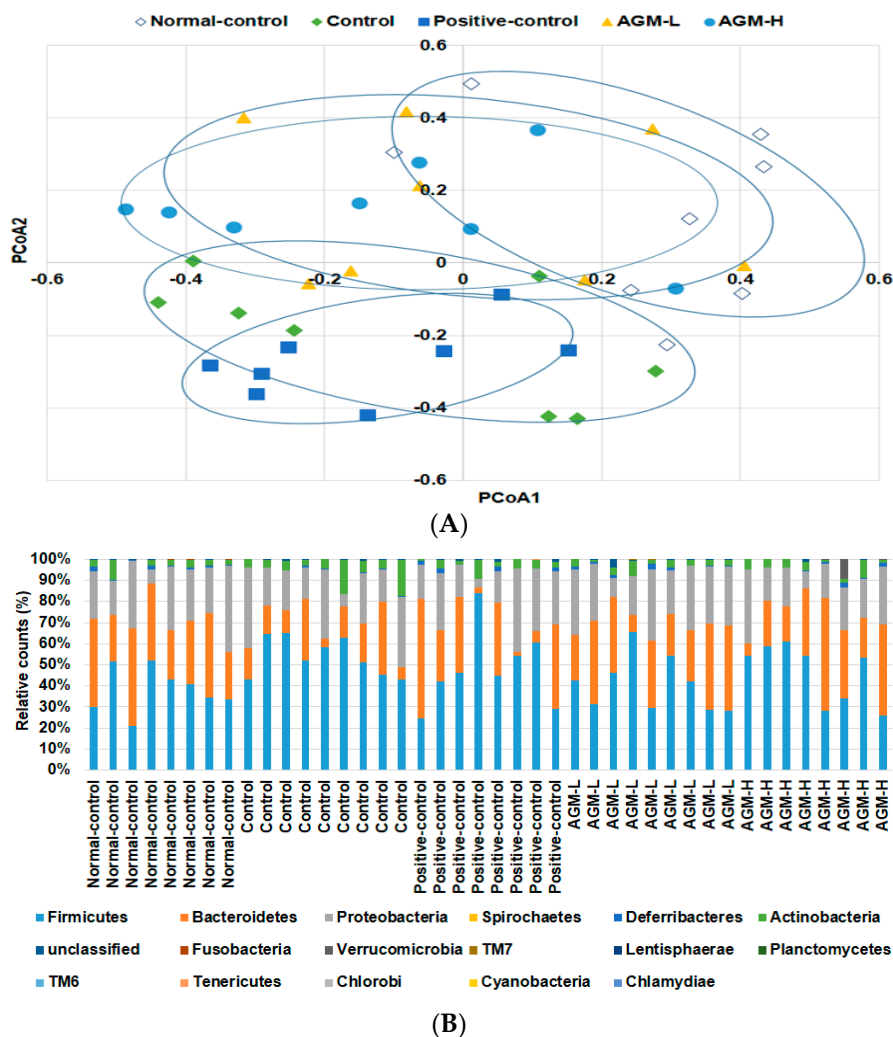 Normal-control Control Positive-control AGM-L AGM-H
0.6
0.4
0.2
0
-0.2
-0.4
-0.6
-0.6 -0.4 -0.2 0 0.2 0.4 0.6
PCoA2
PCoA1
(A)
100%
90%
80%
70%
60%
50%
40%
30%
20%
10%
0%
Relative counts (%)
Normal-control
Normal-control
Normal-control
Normal-control
Normal-control
Normal-control
Normal-control
Normal-control
Control
Control
Control
Control
Control
Control
Control
Control
Control
Positive-control
Positive-control
Positive-control
Positive-control
Positive-control
Positive-control
Positive-control
Positive-control
AGM-L
AGM-L
AGM-L
AGM-L
AGM-L
AGM-L
AGM-L
AGM-L
AGM-L
AGM-H
AGM-H
AGM-H
AGM-H
AGM-H
AGM-H
AGM-H
AGM-H
Firmicutes Bacteroidetes Proteobacteria Spirochaetes Deferribacteres Actinobacteria
unclassified Fusobacteria Verrucomicrobia TM7 Lentisphaerae Planctomycetes
TM6 Tenericutes Chlorobi Cyanobacteria Chlamydiae
(B)